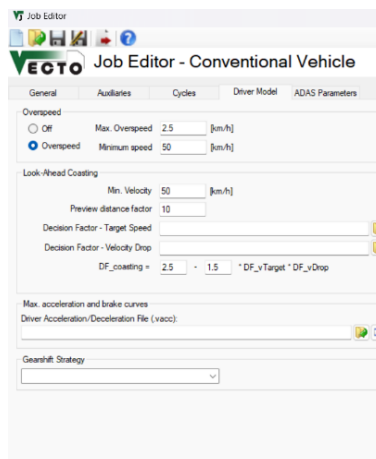 VJ Job Editor
VECTO Job Editor - Conventional Vehicle
General Auxiliaries Cycles Driver Model ADAS Parameters
Overspeed
Off Max. Overspeed 2.5 [km/h]
Overspeed Minimum speed 50 [km/h]
Look-Ahead Coasting
Min. Velocity 50 [km/h]
Preview distance factor 10
Decision Factor - Target Speed
Decision Factor - Velocity Drop
DF_coasting = 2.5 - 1.5 * DF_vTarget * DF_vDrop
Max. acceleration and brake curves
Driver Acceleration/Deceleration File (.vacc):
Gearshift Strategy